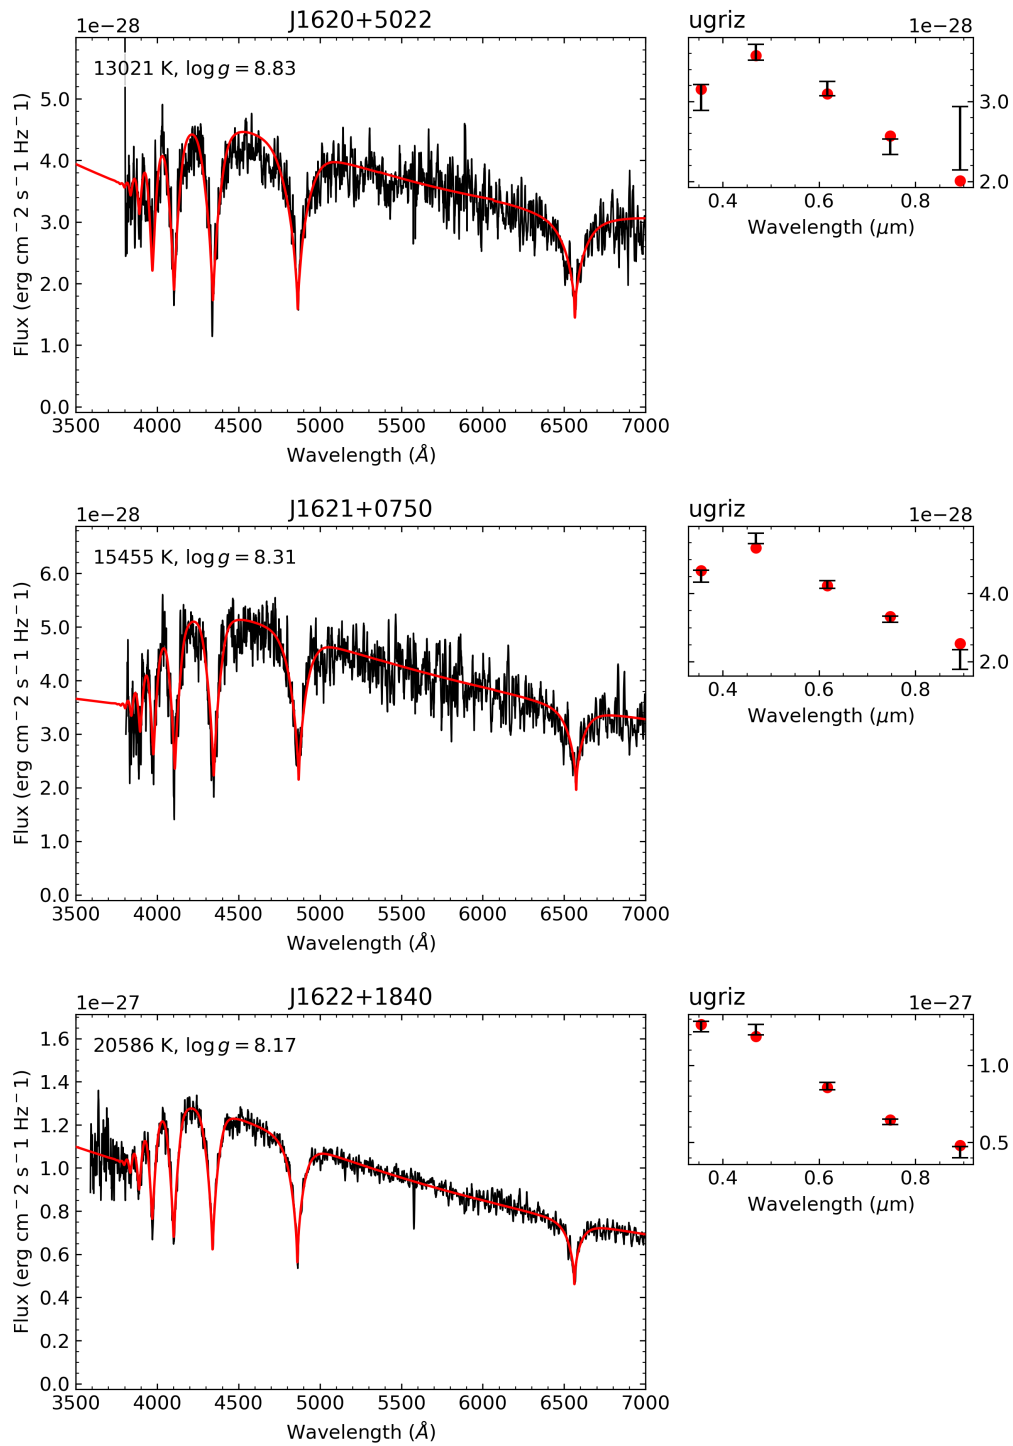 J1620+5022
1e−28
13021 K, log g = 8.83
5.0
4.0
3.0
2.0
1.0
0.0
3500 4000 4500 5000 5500 6000 6500 7000
Wavelength (Å)
Flux (erg cm−2 s−1 Hz−1)
ugriz
1e−28
3.0
2.0
0.4 0.6 0.8
Wavelength (μm)
J1621+0750
1e−28
15455 K, log g = 8.31
6.0
5.0
4.0
3.0
2.0
1.0
0.0
3500 4000 4500 5000 5500 6000 6500 7000
Wavelength (Å)
Flux (erg cm−2 s−1 Hz−1)
ugriz
1e−28
4.0
2.0
0.4 0.6 0.8
Wavelength (μm)
J1622+1840
1e−27
20586 K, log g = 8.17
1.6
1.4
1.2
1.0
0.8
0.6
0.4
0.2
0.0
3500 4000 4500 5000 5500 6000 6500 7000
Wavelength (Å)
Flux (erg cm−2 s−1 Hz−1)
ugriz
1e−27
1.0
0.5
0.4 0.6 0.8
Wavelength (μm)